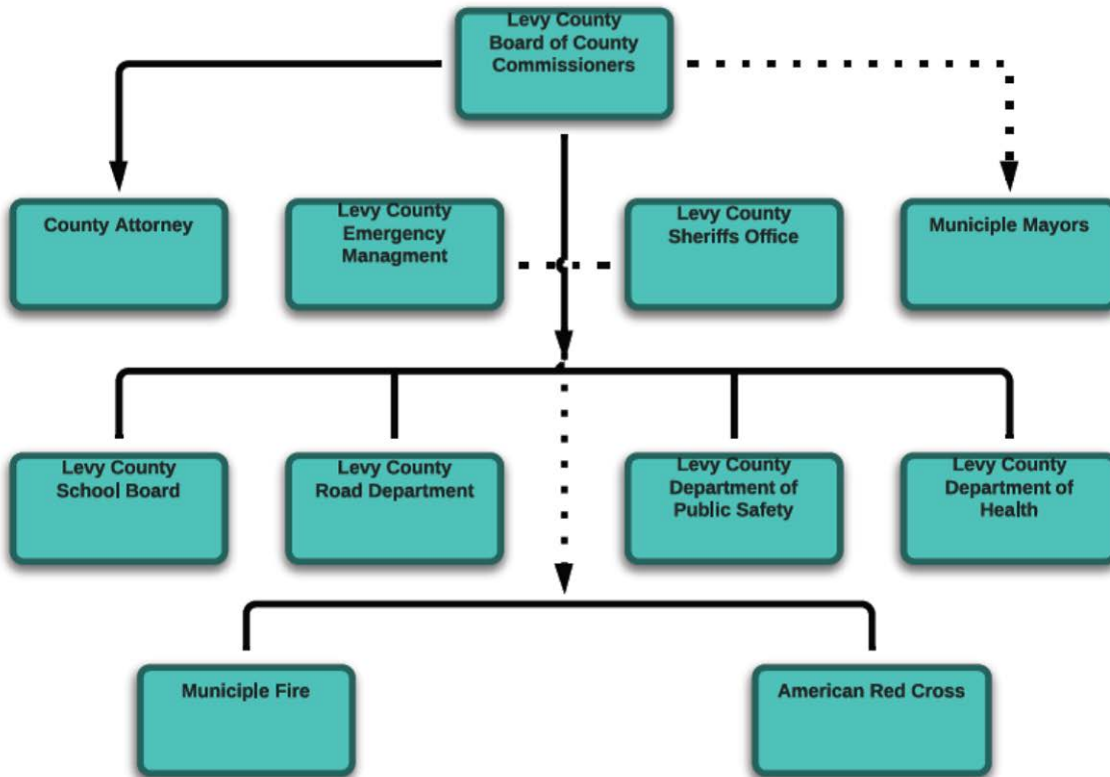 Levy County
Board of County
Commissioners
County Attorney
Levy County
Emergency
Managment
Levy County
Sheriffs Office
Municiple Mayors
Levy County
School Board
Levy County
Road Department
Levy County
Department of
Public Safety
Levy County
Department of
Health
Municiple Fire
American Red Cross